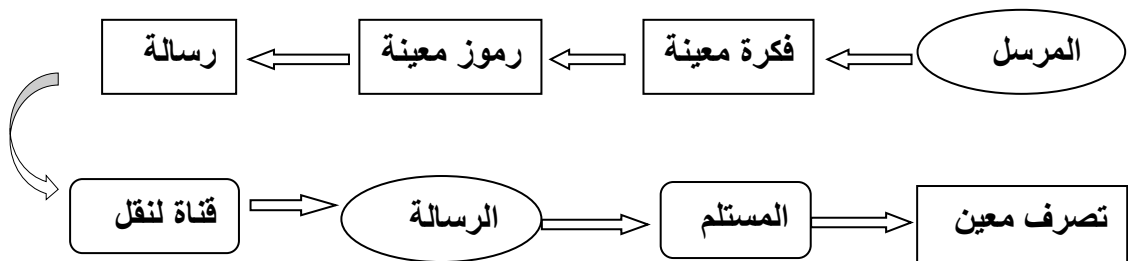 المرسل
فكرة معينة
رموز معينة
رسالة
قناة لنقل
الرسالة
المستلم
تصرف معين